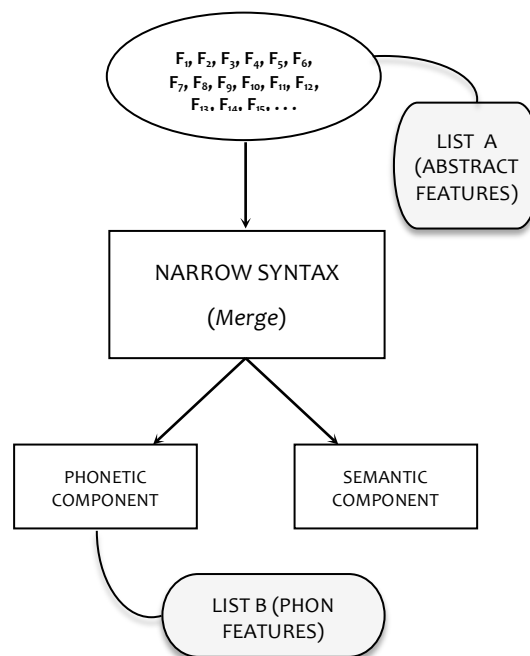 F₁, F₂, F₃, F₄, F₅, F₆,
F₇, F₈, F₉, F₁₀, F₁₁, F₁₂,
F₁₃, F₁₄, F₁₅, . . .
LIST A
(ABSTRACT
FEATURES)
NARROW SYNTAX
(Merge)
PHONETIC
COMPONENT
SEMANTIC
COMPONENT
LIST B (PHON
FEATURES)